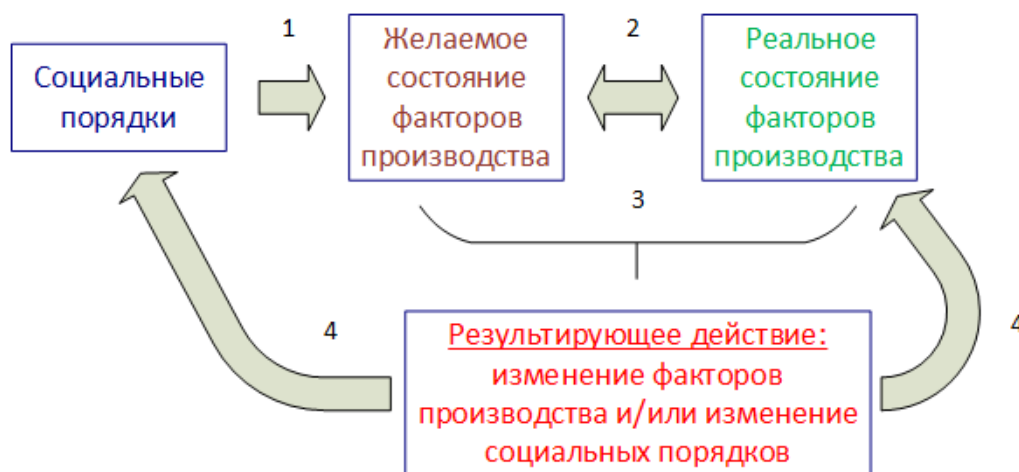 1
2
Социальные
порядки
Желаемое
состояние
факторов
производства
Реальное
состояние
факторов
производства
3
4
4
Результирующее действие:
изменение факторов
производства и/или изменение
социальных порядков